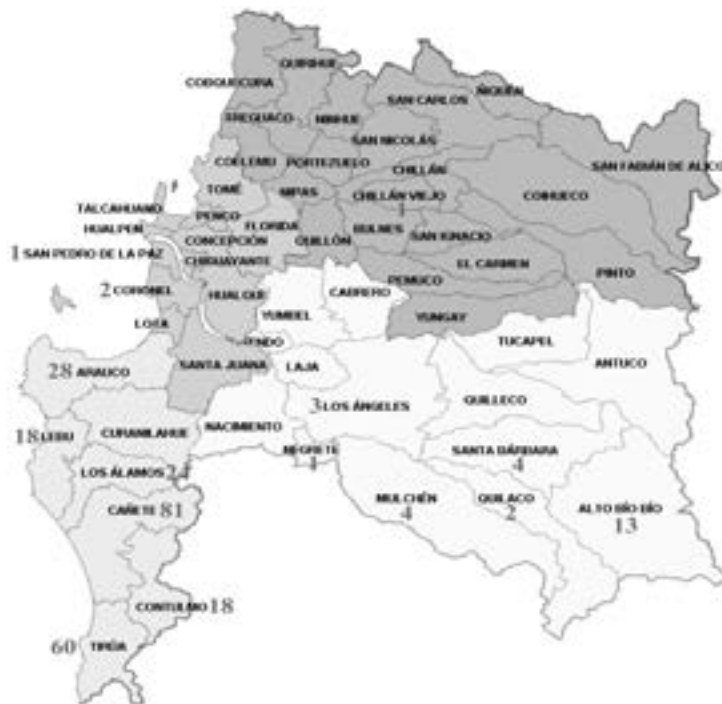 QUIRIHUE
COBQUECURA
ÑIQUÉN
SAN CARLOS
TREGUACO
NINHUE
SAN NICOLÁS
COELEMU
PORTEZUELO
CHILLÁN
SAN FABIÁN DE ALICO
TOMÉ
ÑIPAS
CHILLÁN VIEJO
1
COIHUECO
TALCAHUANO
PENCO
FLORIDA
HUALPÉN
CONCEPCIÓN
QUILLÓN
BULNES
SAN IGNACIO
1 SAN PEDRO DE LA PAZ
CHIGUAYANTE
EL CARMEN
PINTO
2 CORONEL
HUALQUI
CABRERO
PEMUCO
YUMBEL
YUNGAY
LOTA
TUCAPEL
SANTA JUANA
LAJA
ANTUCO
28 ARAUCO
3 LOS ÁNGELES
QUILLECO
18 LEBU
CURANILAHUE
NACIMIENTO
NEGRETE
1
SANTA BÁRBARA
4
LOS ÁLAMOS 24
CAÑETE 81
MULCHÉN
4
QUILACO
2
ALTO BÍO BÍO
13
CONTULMO 18
60 TIRÚA